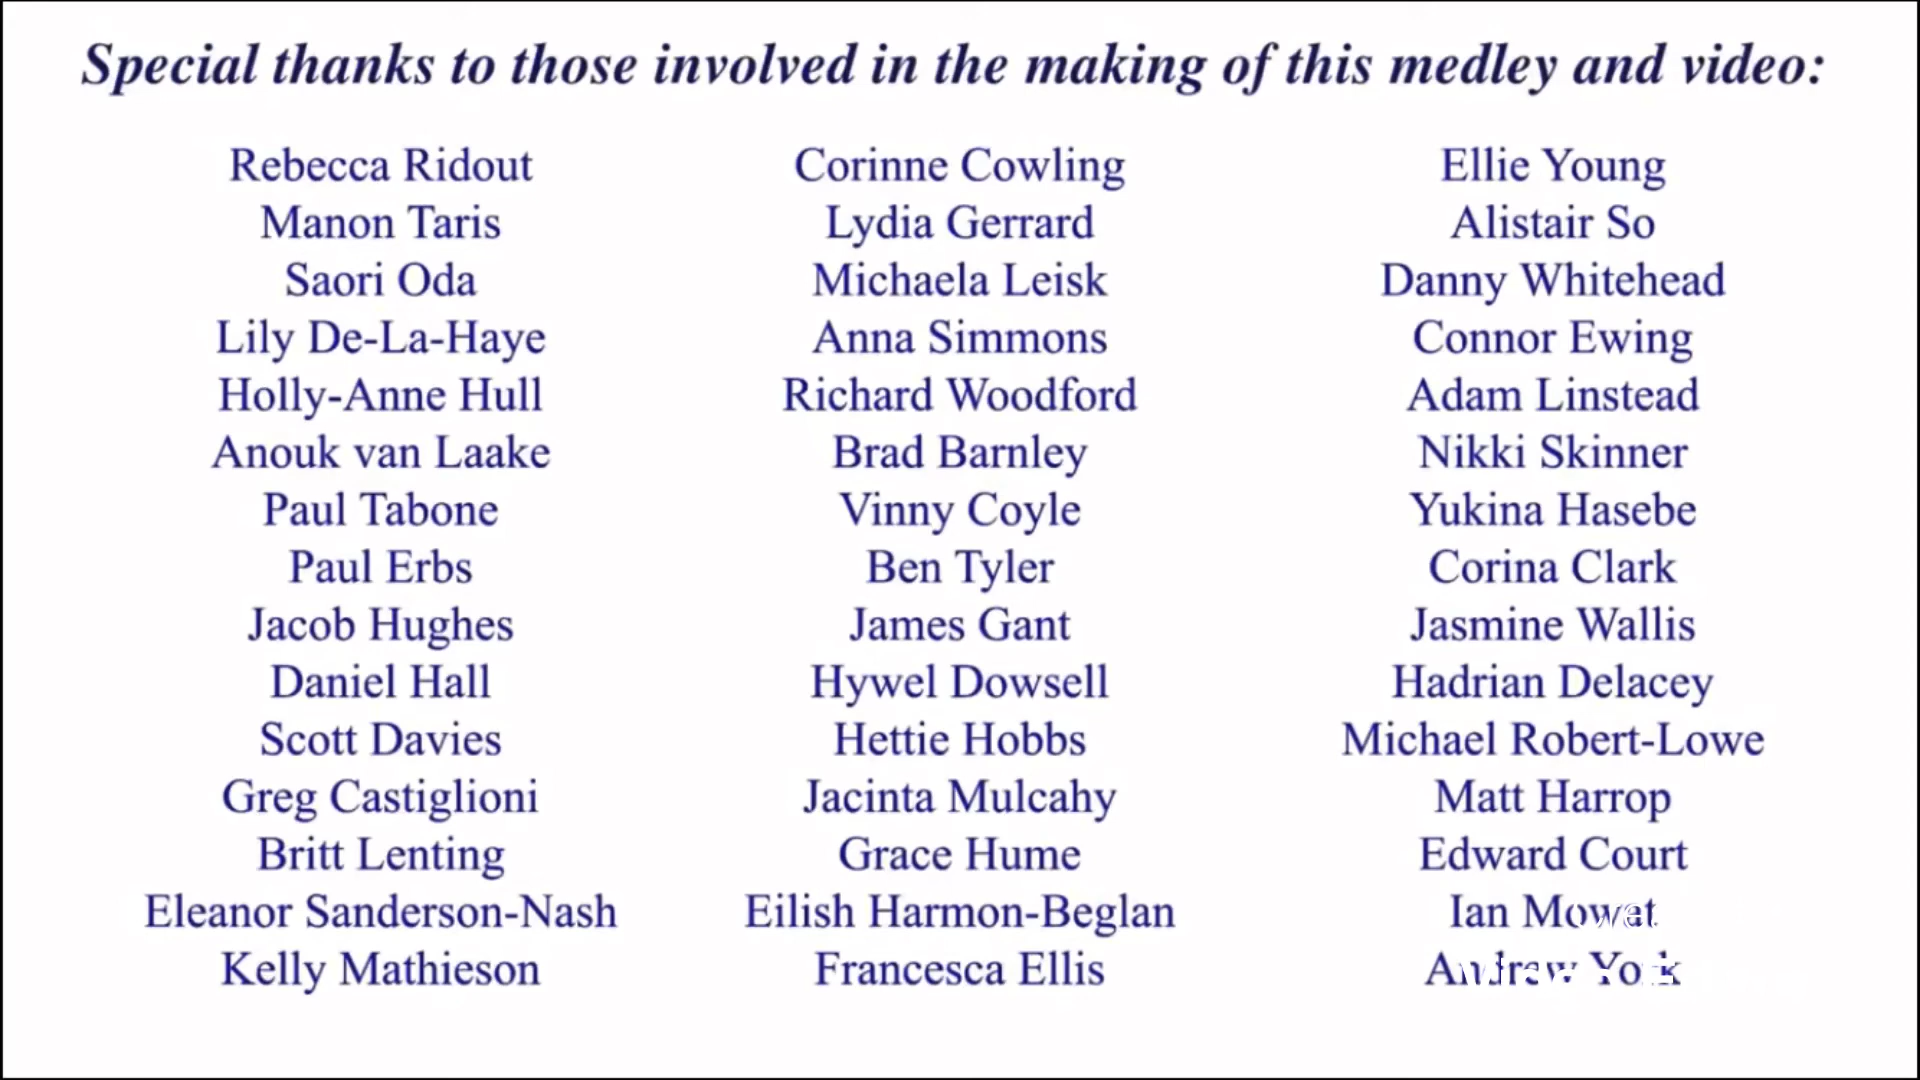 Special thanks to those involved in the making of this medley and video:
Rebecca Ridout
Manon Taris
Saori Oda
Lily De-La-Haye
Holly-Anne Hull
Anouk van Laake
Paul Tabone
Paul Erbs
Jacob Hughes
Daniel Hall
Scott Davies
Greg Castiglioni
Britt Lenting
Eleanor Sanderson-Nash
Kelly Mathieson
Corinne Cowling
Lydia Gerrard
Michaela Leisk
Anna Simmons
Richard Woodford
Brad Barnley
Vinny Coyle
Ben Tyler
James Gant
Hywel Dowsell
Hettie Hobbs
Jacinta Mulcahy
Grace Hume
Eilish Harmon-Beglan
Francesca Ellis
Ellie Young
Alistair So
Danny Whitehead
Connor Ewing
Adam Linstead
Nikki Skinner
Yukina Hasebe
Corina Clark
Jasmine Wallis
Hadrian Delacey
Michael Robert-Lowe
Matt Harrop
Edward Court
Ian Mowat
Andrew York